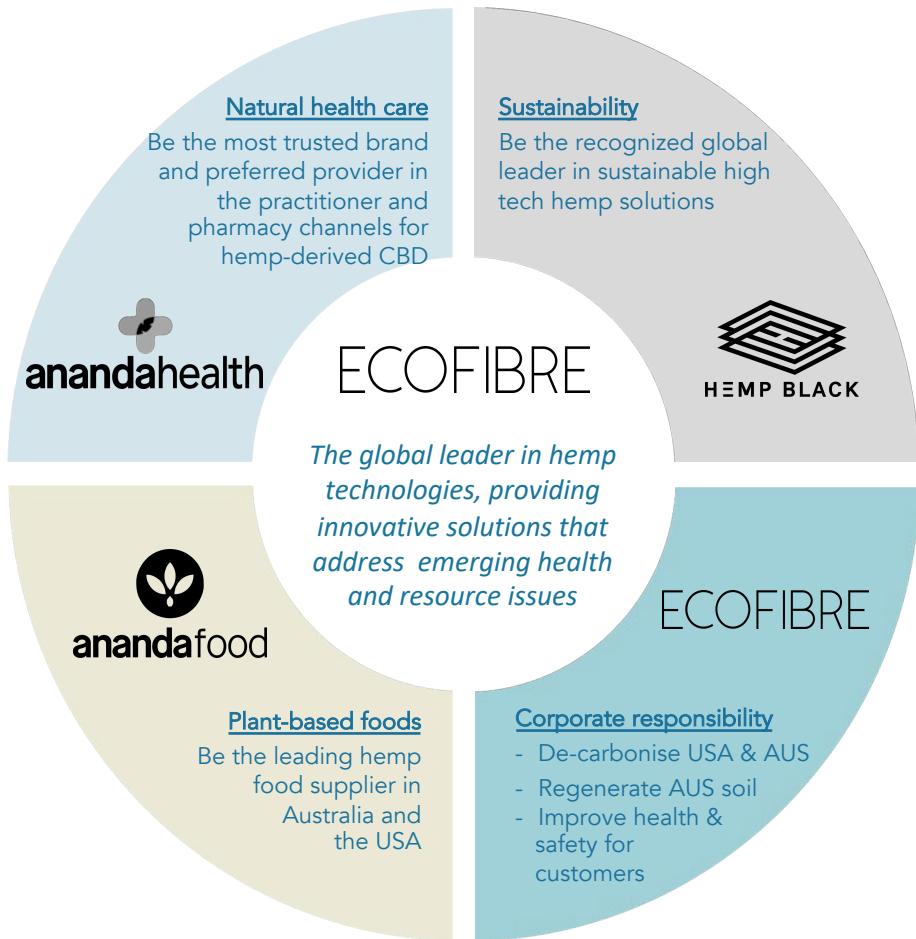 Natural health care
Be the most trusted brand
and preferred provider in
the practitioner and
pharmacy channels for
hemp-derived CBD
anandahealth
Sustainability
Be the recognized global
leader in sustainable high
tech hemp solutions
HEMP BLACK
ECOFIBRE
The global leader in hemp
technologies, providing
innovative solutions that
address emerging health
and resource issues
anandafood
Plant-based foods
Be the leading hemp
food supplier in
Australia and
the USA
ECOFIBRE
Corporate responsibility
- De-carbonise USA & AUS
- Regenerate AUS soil
- Improve health &
safety for
customers